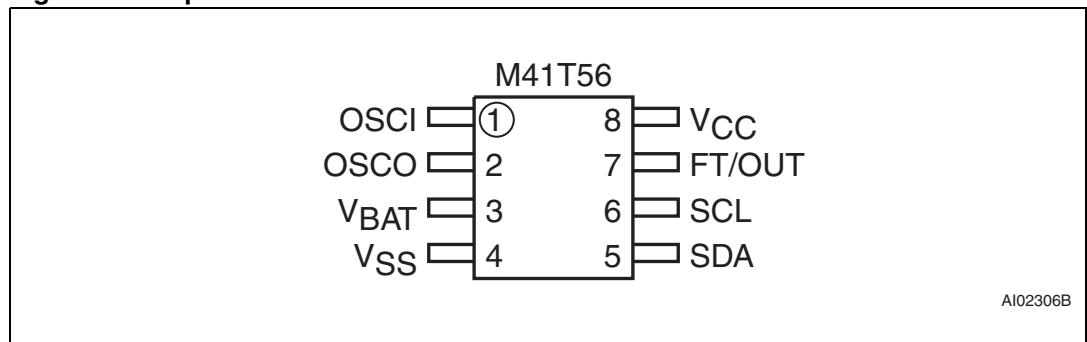 M41T56
OSCI 1 8 VCC
OSCO 2 7 FT/OUT
VBAT 3 6 SCL
VSS 4 5 SDA
AI02306B